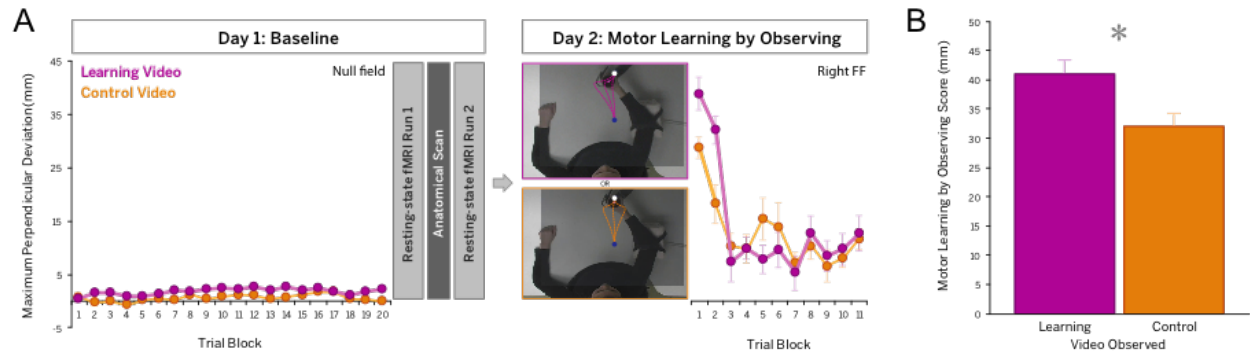 A
B
Day 1: Baseline
Day 2: Motor Learning by Observing
Learning Video
Control Video
Null field
Right FF
Maximum Perpendicular Deviation(mm)
45
35
25
15
5
-5
1 2 3 4 5 6 7 8 9 10 11 12 13 14 15 16 17 18 19 20
Trial Block
Resting-state fMRI Run 1
Anatomical Scan
Resting-state fMRI Run 2
OR
1 2 3 4 5 6 7 8 9 10 11
Trial Block
Motor Learning by Observing Score (mm)
50
45
40
35
30
25
20
15
10
5
0
*
Learning Control
Video Observed